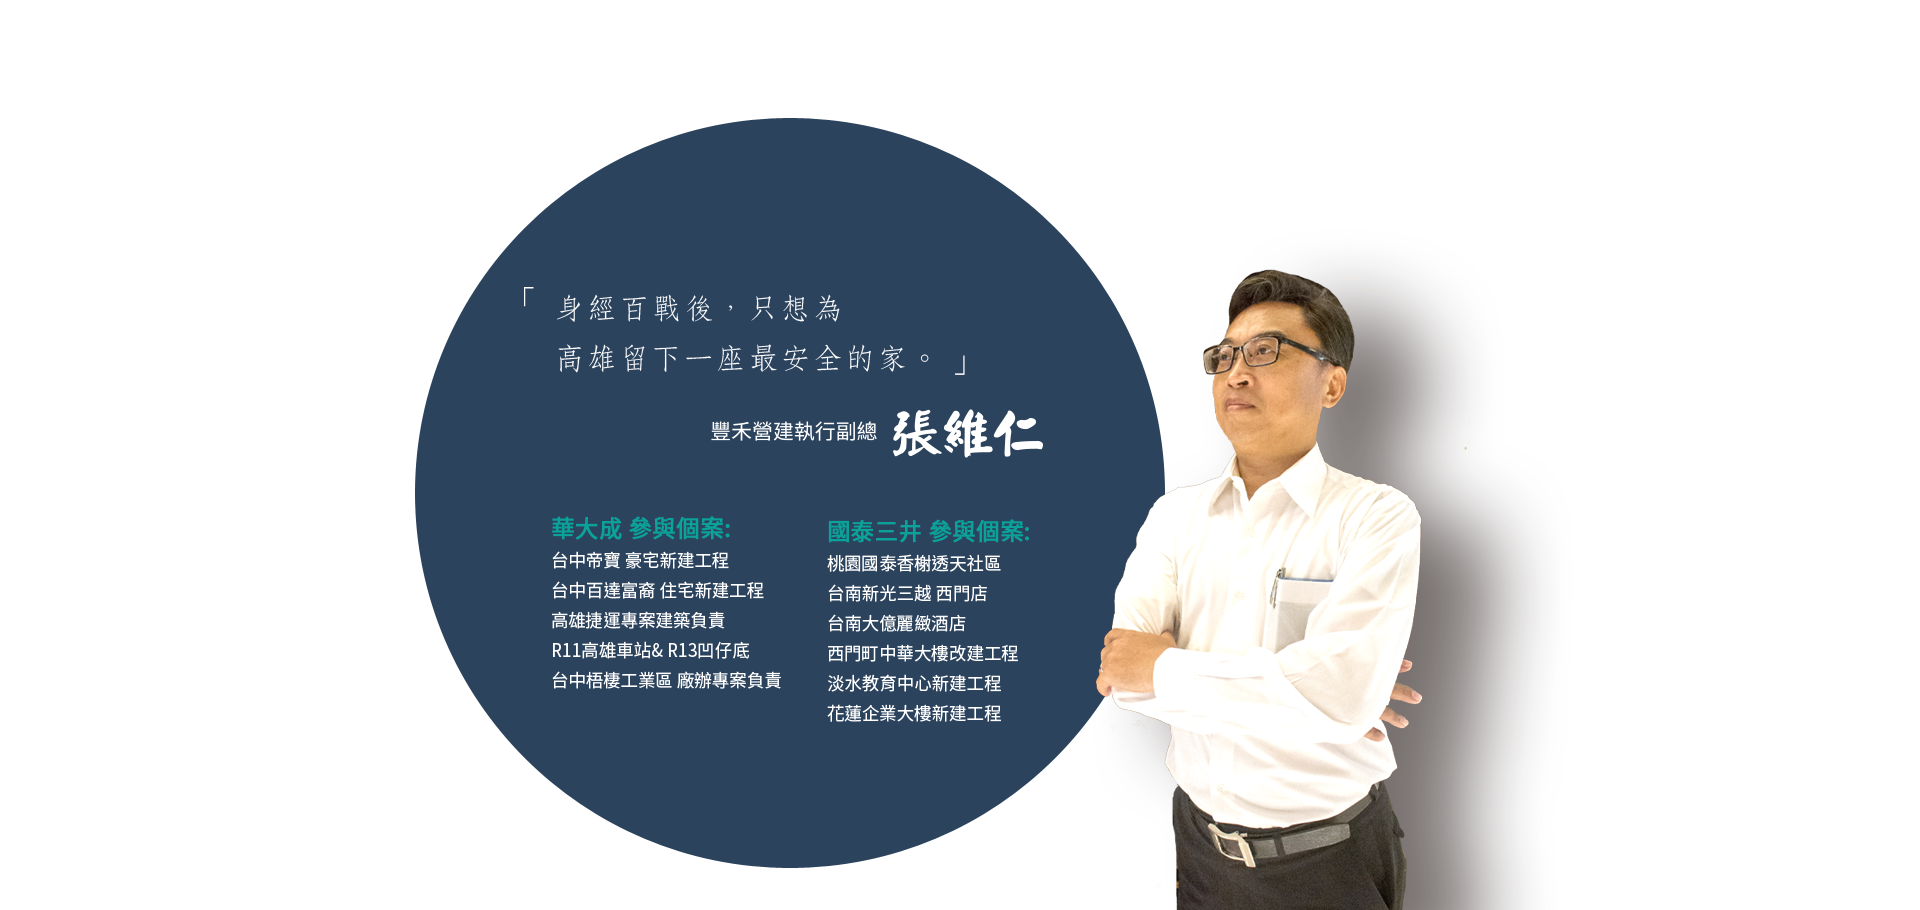 「身經百戰後，只想為
高雄留下一座最安全的家。」
豐禾營建執行副總 張維仁
華大成 參與個案:
台中帝寶 豪宅新建工程
台中百達富裔 住宅新建工程
高雄捷運專案建築負責
R11高雄車站& R13凹仔底
台中梧棲工業區 廠辦專案負責
國泰三井 參與個案:
桃園國泰香榭透天社區
台南新光三越 西門店
台南大億麗緻酒店
西門町中華大樓改建工程
淡水教育中心新建工程
花蓮企業大樓新建工程